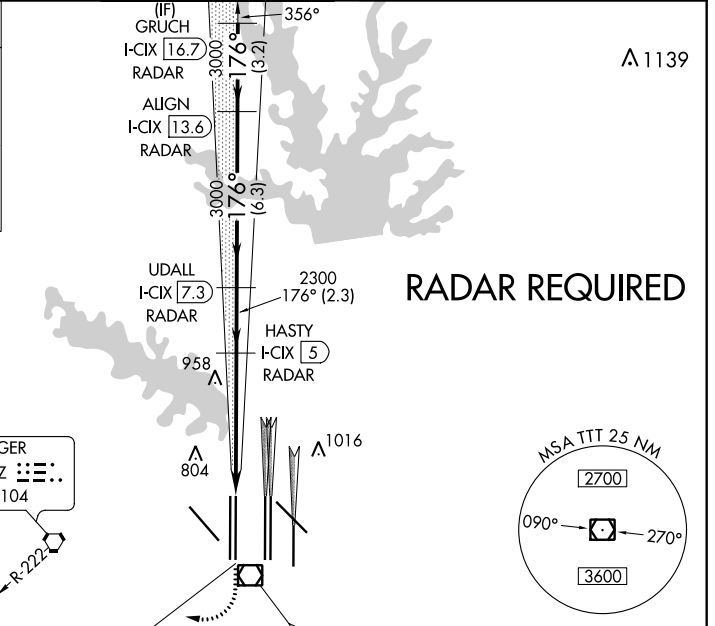 (IF)
GRUCH
I-CIX 16.7
RADAR
356°
3000
176°
(3.2)
1139
ALIGN
I-CIX 13.6
RADAR
3000
176°
(6.3)
UDALL
I-CIX 7.3
RADAR
2300
176° (2.3)
RADAR REQUIRED
HASTY
I-CIX 5
RADAR
958
804
1016
GER
Z
104
R-222
MSA TTT 25 NM
2700
090°
270°
3600